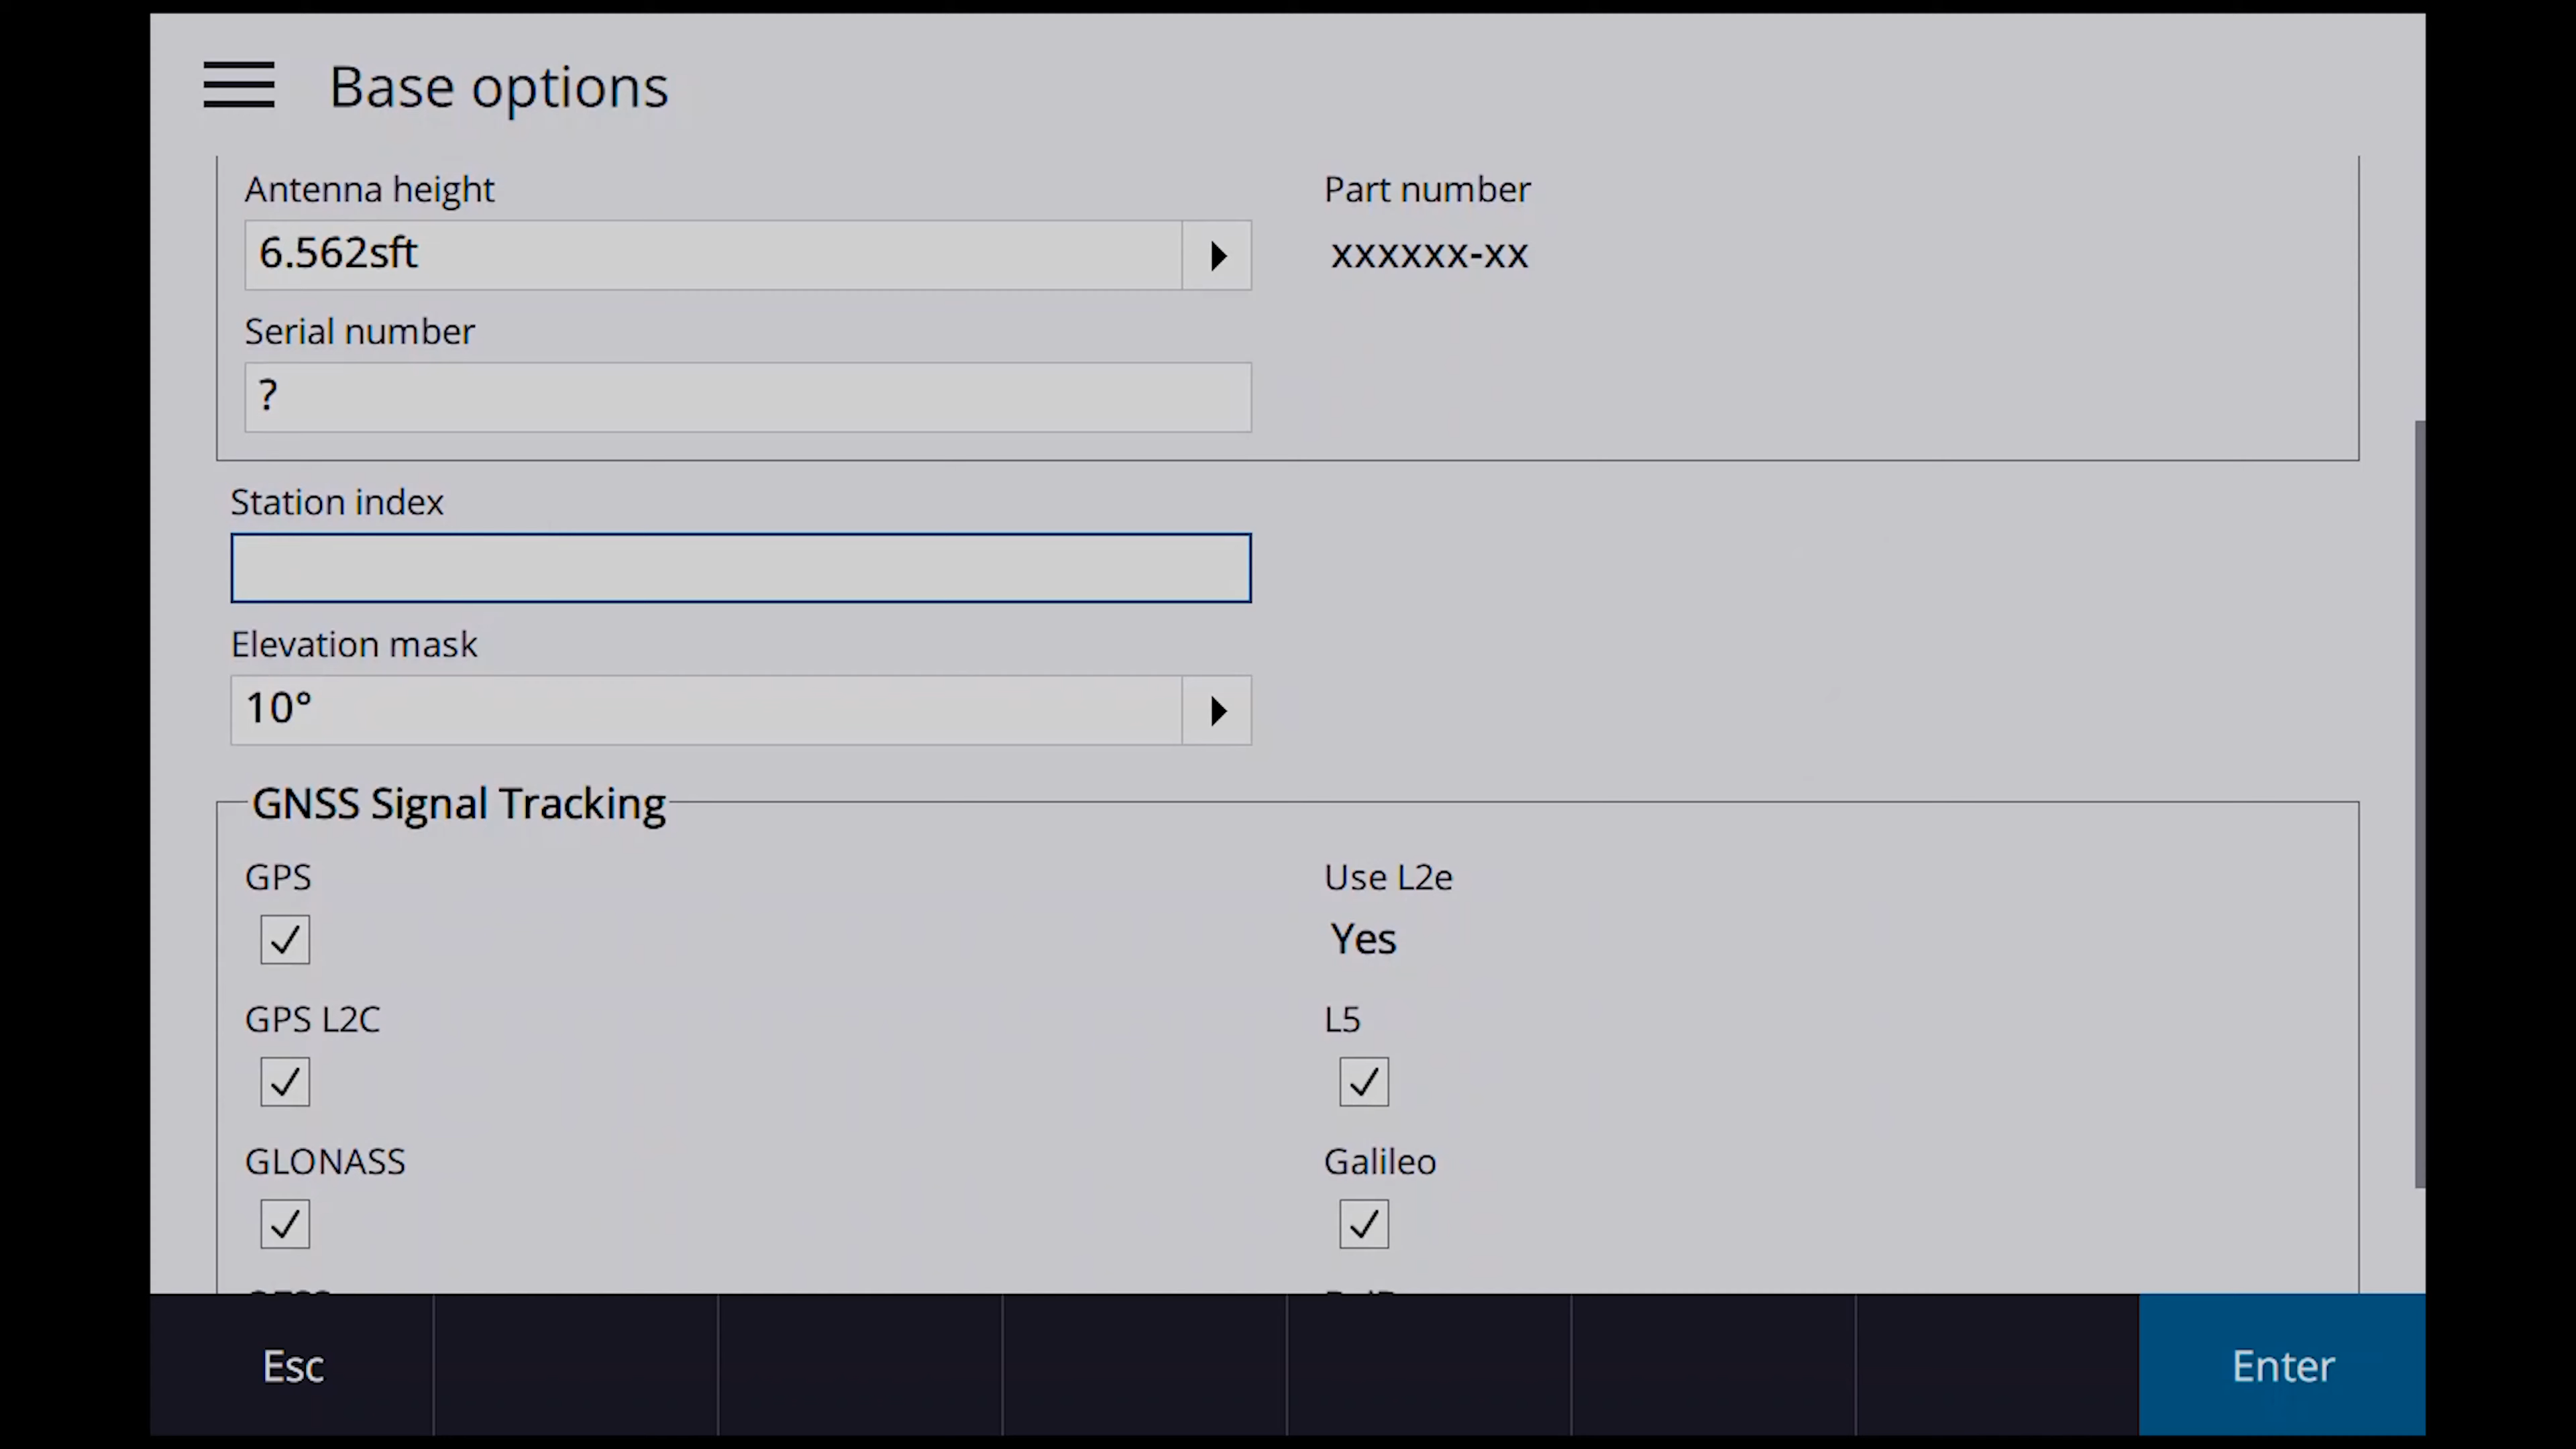 Base options
Antenna height
Part number
6.562sft
xxxxxx-xx
Serial number
?
Station index
Elevation mask
10°
GNSS Signal Tracking
GPS
Use L2e
Yes
GPS L2C
L5
GLONASS
Galileo
Esc
Enter